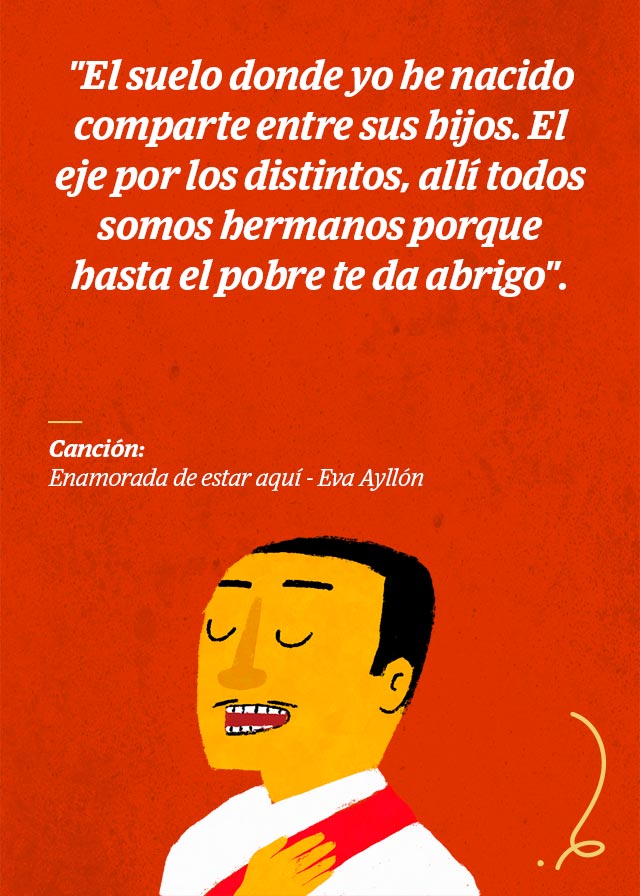 "El suelo donde yo he nacido
comparte entre sus hijos. El
eje por los distintos, allí todos
somos hermanos porque
hasta el pobre te da abrigo".
Canción:
Enamorada de estar aquí - Eva Ayllón